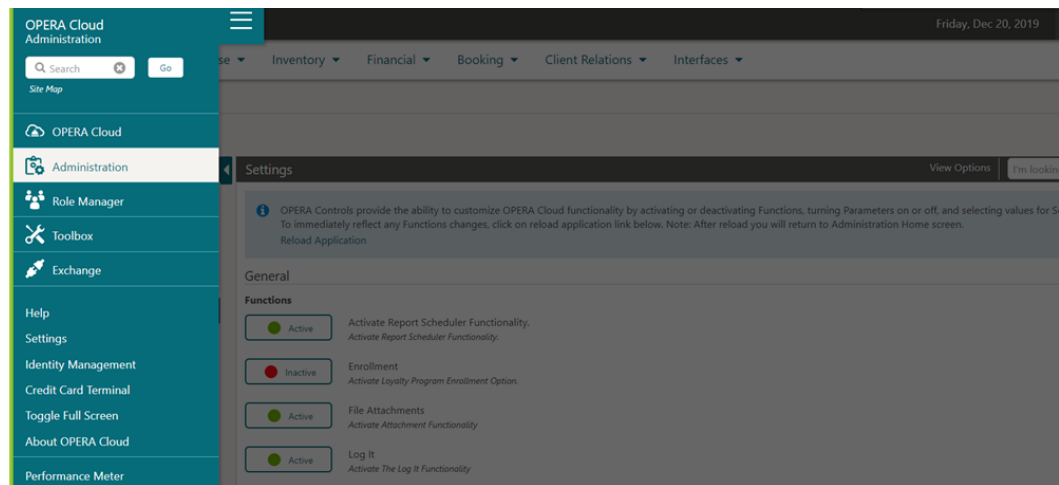 OPERA Cloud
Administration
Friday, Dec 20, 2019
Search
Go
Site Map
se Inventory Financial Booking Client Relations Interfaces
OPERA Cloud
Administration
Role Manager
Toolbox
Exchange
Help
Settings
Identity Management
Credit Card Terminal
Toggle Full Screen
About OPERA Cloud
Performance Meter
Settings
View Options
I'm lookin
OPERA Controls provide the ability to customize OPERA Cloud functionality by activating or deactivating Functions, turning Parameters on or off, and selecting values for S
To immediately reflect any Functions changes, click on reload application link below. Note: After reload you will return to Administration Home screen.
Reload Application
General
Functions
Active
Activate Report Scheduler Functionality.
Activate Report Scheduler Functionality.
Inactive
Enrollment
Activate Loyalty Program Enrollment Option.
Active
File Attachments
Activate Attachment Functionality
Active
Log It
Activate The Log It Functionality